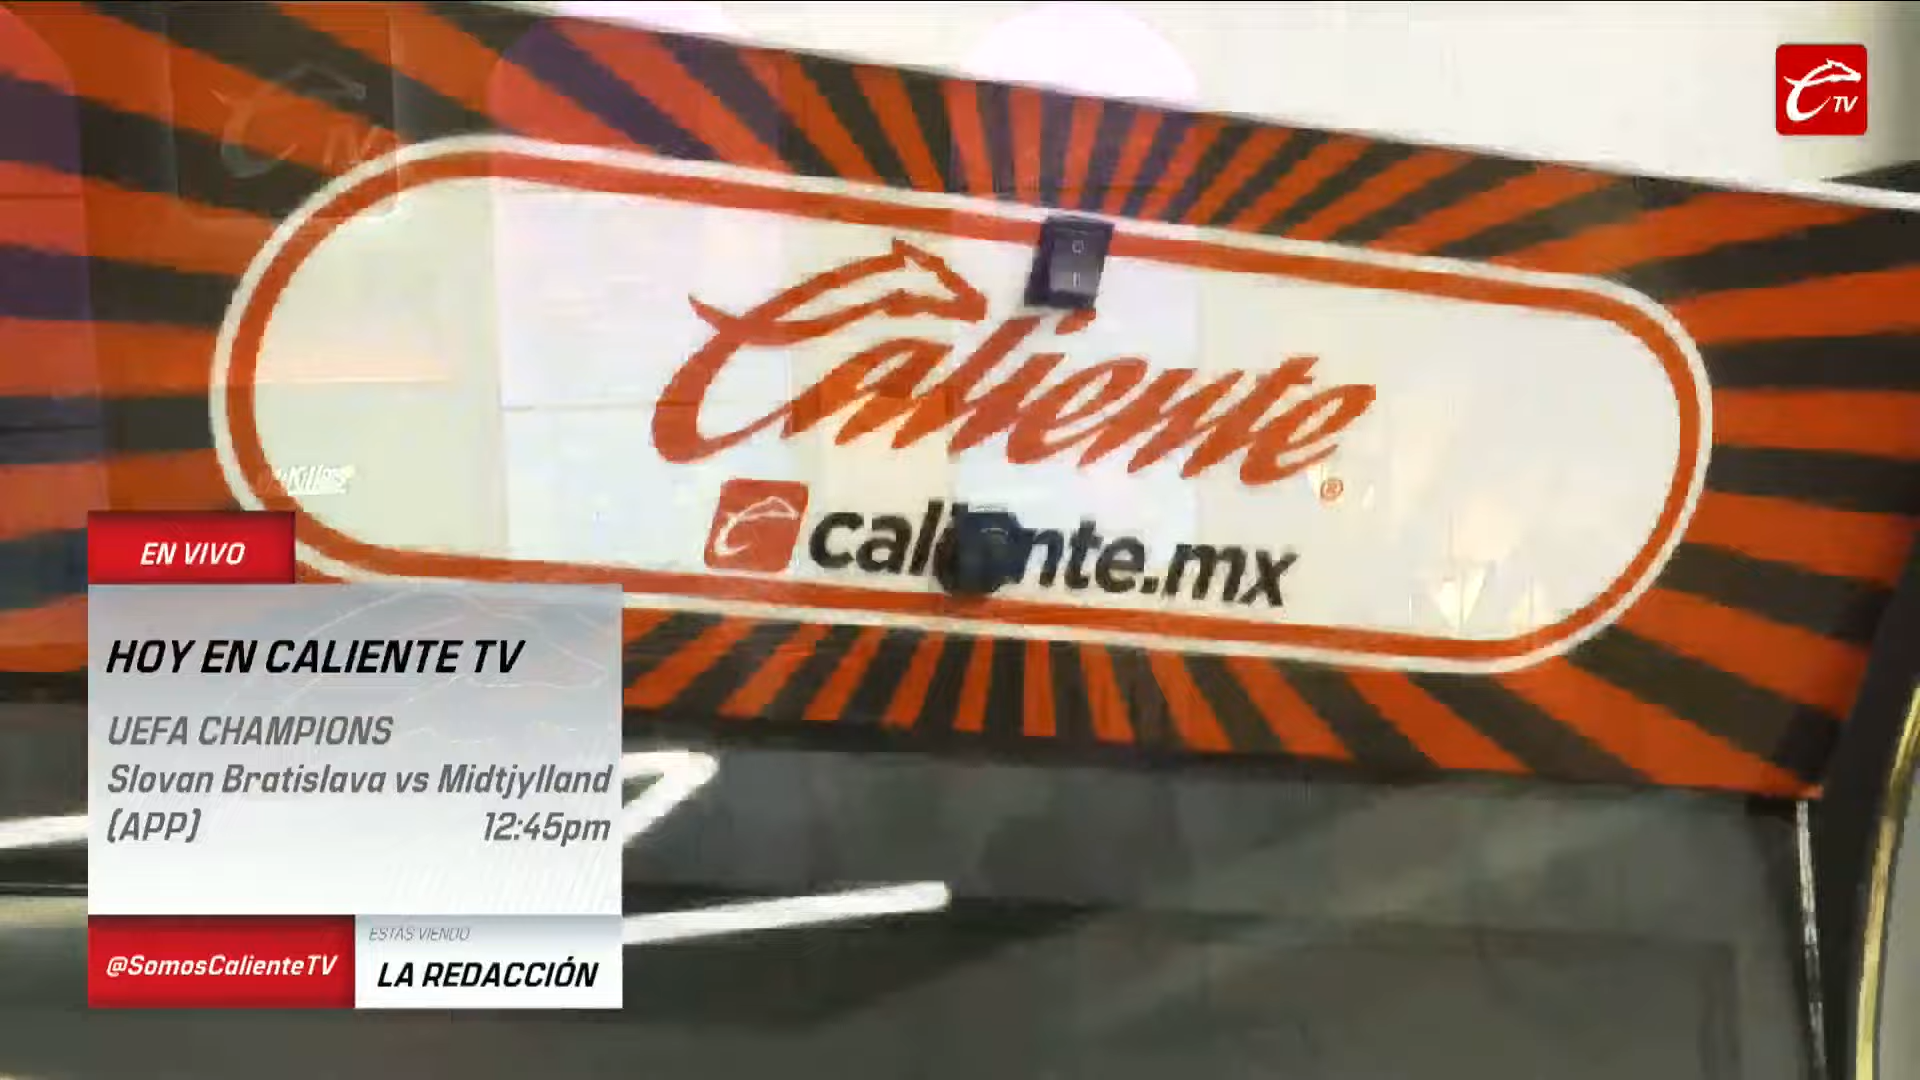 TV
Caliente®
caliente.mx
EN VIVO
HOY EN CALIENTE TV
UEFA CHAMPIONS
Slovan Bratislava vs Midtjylland
(APP) 12:45pm
@SomosCalienteTV
ESTÁS VIENDO
LA REDACCIÓN